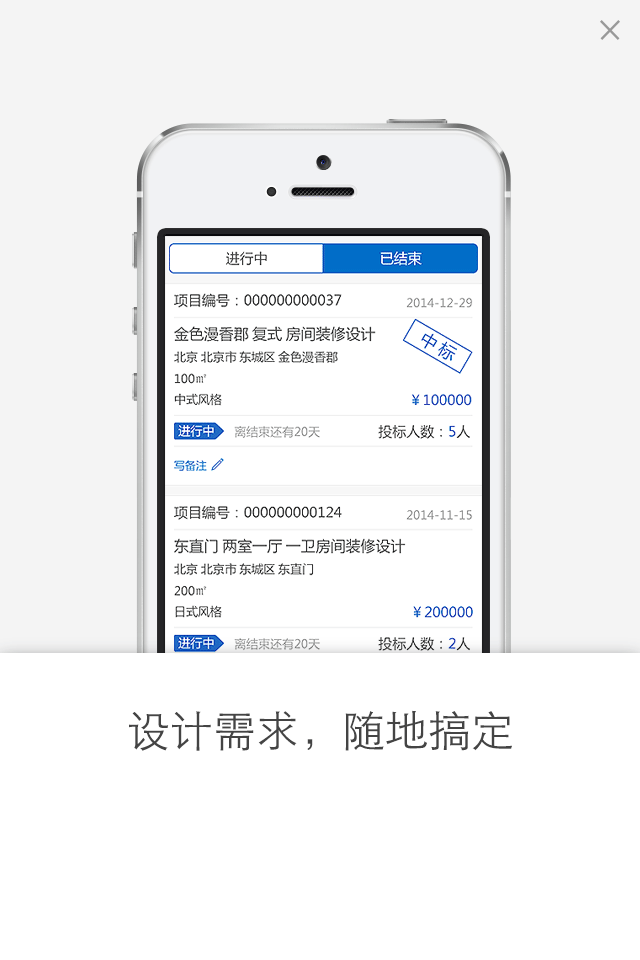 进行中 已结束
项目编号：000000000037 2014-12-29
金色漫香郡 复式 房间装修设计
中标
北京 北京市 东城区 金色漫香郡
100㎡
中式风格 ￥100000
进行中 离结束还有20天 投标人数：5人
写备注
项目编号：000000000124 2014-11-15
东直门 两室一厅 一卫房间装修设计
北京 北京市 东城区 东直门
200㎡
日式风格 ￥200000
进行中 离结束还有20天 投标人数：2人
设计需求，随地搞定